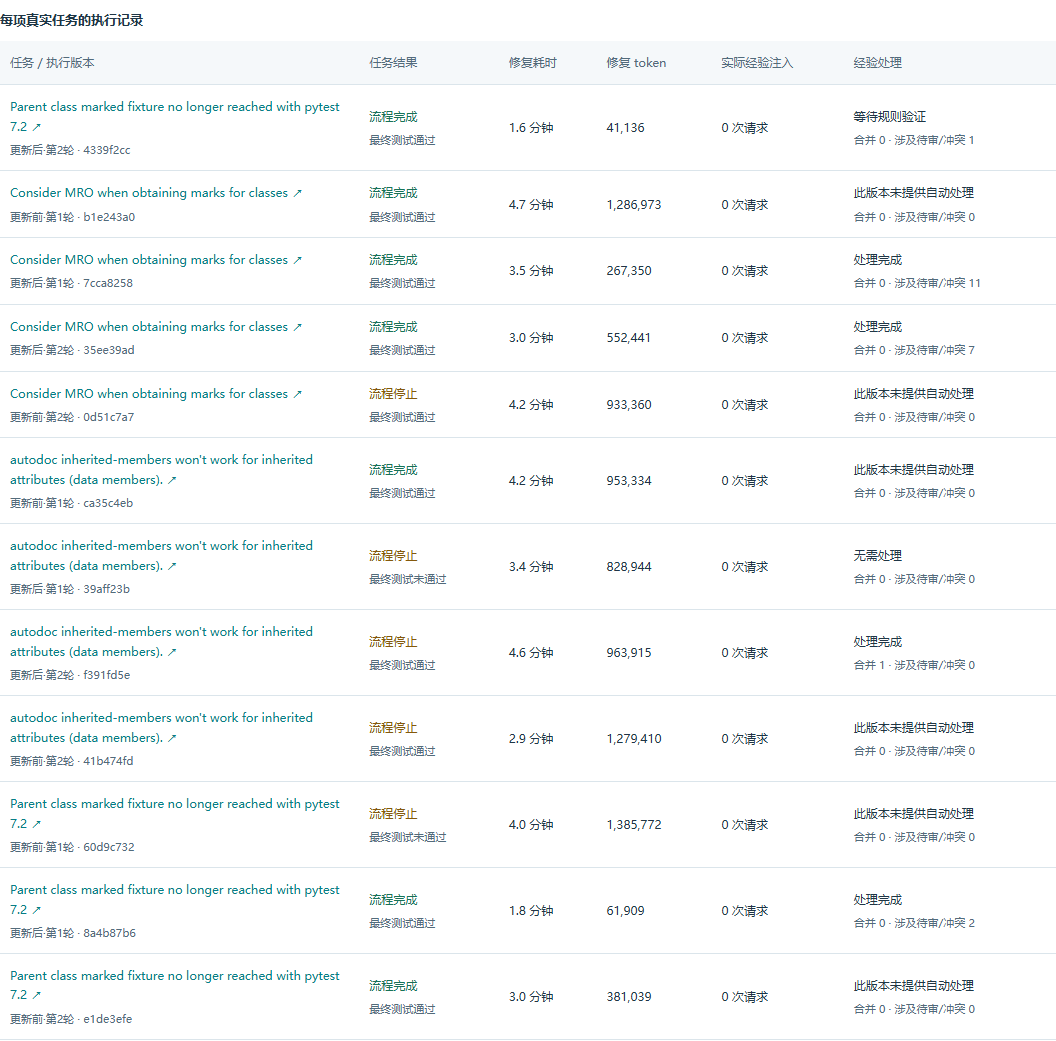 每项真实任务的执行记录
任务 / 执行版本 任务结果 修复耗时 修复 token 实际经验注入 经验处理
Parent class marked fixture no longer reached with pytest
7.2 ↗
更新后·第2轮 · 4339f2cc
流程完成
最终测试通过
1.6 分钟
41,136
0 次请求
等待规则验证
合并 0 · 涉及待审/冲突 1
Consider MRO when obtaining marks for classes ↗
更新前·第1轮 · b1e243a0
流程完成
最终测试通过
4.7 分钟
1,286,973
0 次请求
此版本未提供自动处理
合并 0 · 涉及待审/冲突 0
Consider MRO when obtaining marks for classes ↗
更新后·第1轮 · 7cca8258
流程完成
最终测试通过
3.5 分钟
267,350
0 次请求
处理完成
合并 0 · 涉及待审/冲突 11
Consider MRO when obtaining marks for classes ↗
更新后·第2轮 · 35ee39ad
流程完成
最终测试通过
3.0 分钟
552,441
0 次请求
处理完成
合并 0 · 涉及待审/冲突 7
Consider MRO when obtaining marks for classes ↗
更新前·第2轮 · 0d51c7a7
流程停止
最终测试通过
4.2 分钟
933,360
0 次请求
此版本未提供自动处理
合并 0 · 涉及待审/冲突 0
autodoc inherited-members won't work for inherited
attributes (data members). ↗
更新前·第1轮 · ca35c4eb
流程完成
最终测试通过
4.2 分钟
953,334
0 次请求
此版本未提供自动处理
合并 0 · 涉及待审/冲突 0
autodoc inherited-members won't work for inherited
attributes (data members). ↗
更新后·第1轮 · 39aff23b
流程停止
最终测试未通过
3.4 分钟
828,944
0 次请求
无需处理
合并 0 · 涉及待审/冲突 0
autodoc inherited-members won't work for inherited
attributes (data members). ↗
更新后·第2轮 · f391fd5e
流程停止
最终测试通过
4.6 分钟
963,915
0 次请求
处理完成
合并 1 · 涉及待审/冲突 0
autodoc inherited-members won't work for inherited
attributes (data members). ↗
更新前·第2轮 · 41b474fd
流程停止
最终测试通过
2.9 分钟
1,279,410
0 次请求
此版本未提供自动处理
合并 0 · 涉及待审/冲突 0
Parent class marked fixture no longer reached with pytest
7.2 ↗
更新前·第1轮 · 60d9c732
流程停止
最终测试未通过
4.0 分钟
1,385,772
0 次请求
此版本未提供自动处理
合并 0 · 涉及待审/冲突 0
Parent class marked fixture no longer reached with pytest
7.2 ↗
更新后·第1轮 · 8a4b87b6
流程完成
最终测试通过
1.8 分钟
61,909
0 次请求
处理完成
合并 0 · 涉及待审/冲突 2
Parent class marked fixture no longer reached with pytest
7.2 ↗
更新前·第2轮 · e1de3efe
流程完成
最终测试通过
3.0 分钟
381,039
0 次请求
此版本未提供自动处理
合并 0 · 涉及待审/冲突 0